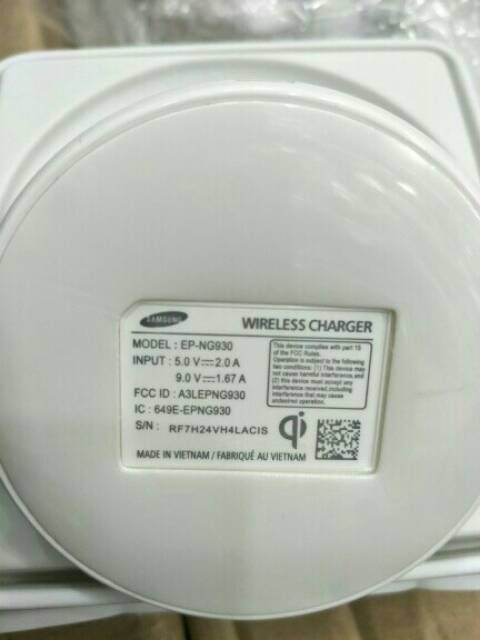 SAMSUNG
WIRELESS CHARGER
MODEL : EP-NG930
INPUT : 5.0 V⎓2.0 A
9.0 V⎓1.67 A
FCC ID : A3LEPNG930
IC : 649E-EPNG930
S/N : RF7H24VH4LACIS
This device complies with part 15
of the FCC Rules.
Operation is subject to the following
two conditions: (1) This device may
not cause harmful interference, and
(2) this device must accept any
interference received, including
interference that may cause
undesired operation.
qi
MADE IN VIETNAM / FABRIQUÉ AU VIETNAM